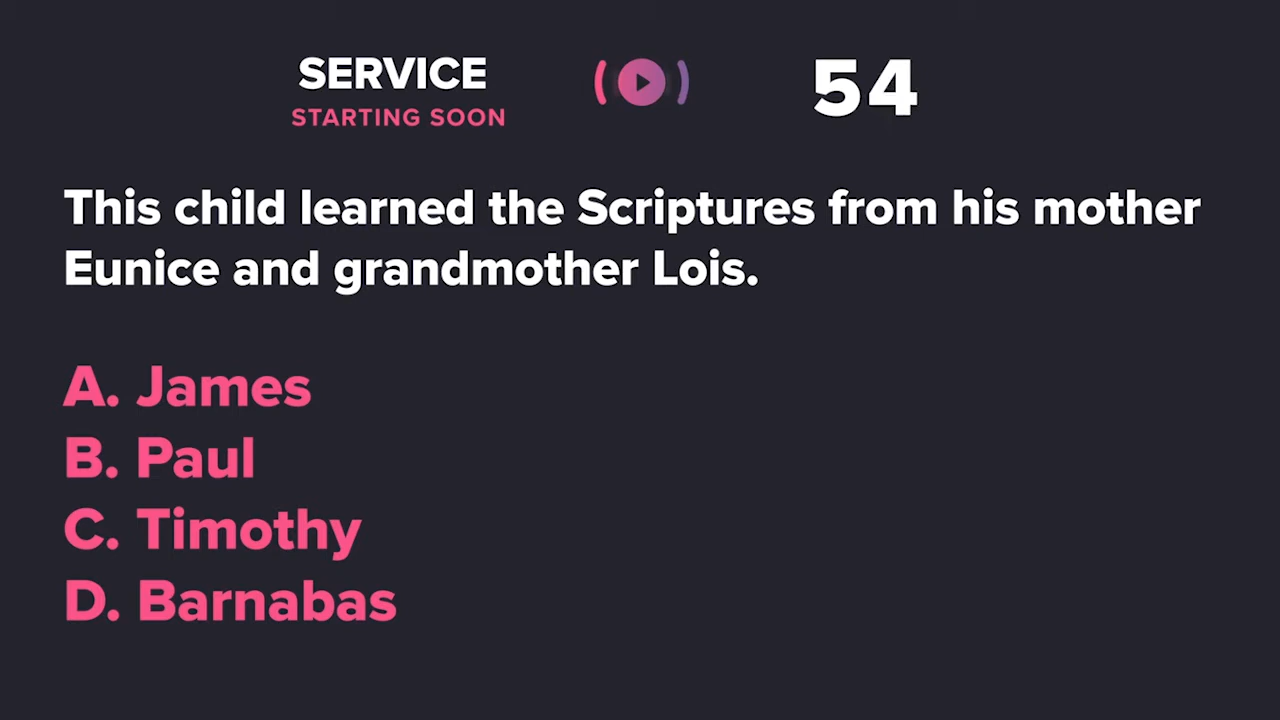 SERVICE
STARTING SOON
54
This child learned the Scriptures from his mother
Eunice and grandmother Lois.
A. James
B. Paul
C. Timothy
D. Barnabas